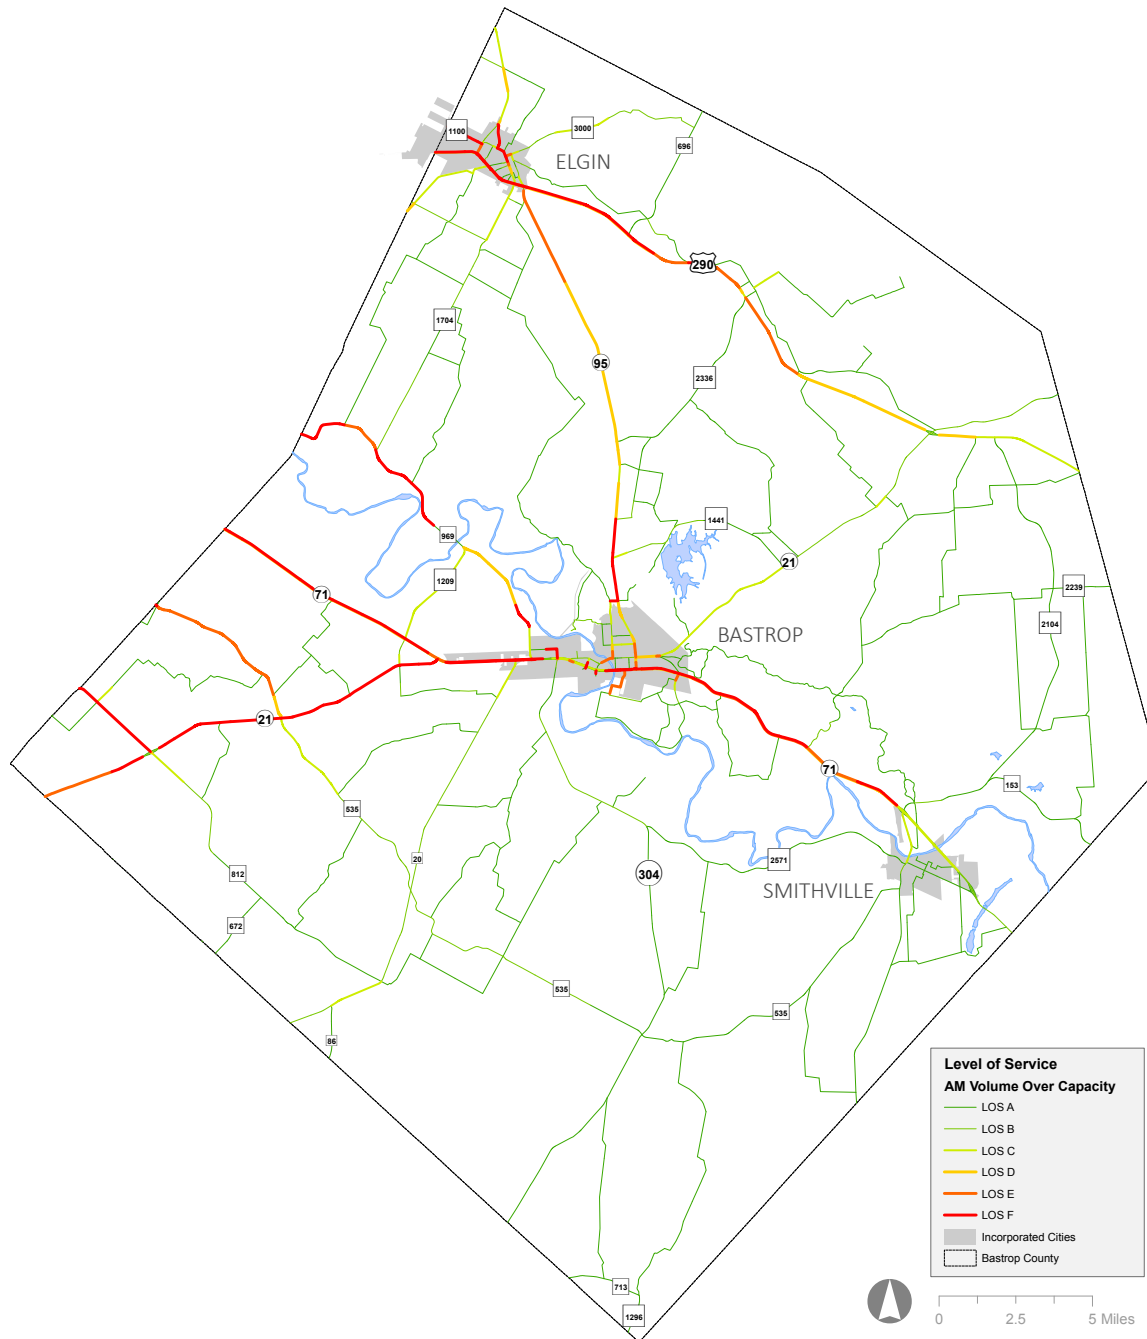 1100
3000
696
ELGIN
290
1704
95
2336
1441
969
21
1209
71
2239
2104
BASTROP
21
71
153
535
20
2571
304
812
SMITHVILLE
672
535
535
86
Level of Service
AM Volume Over Capacity
LOS A
LOS B
LOS C
LOS D
LOS E
LOS F
Incorporated Cities
Bastrop County
713
1296
0 2.5 5 Miles